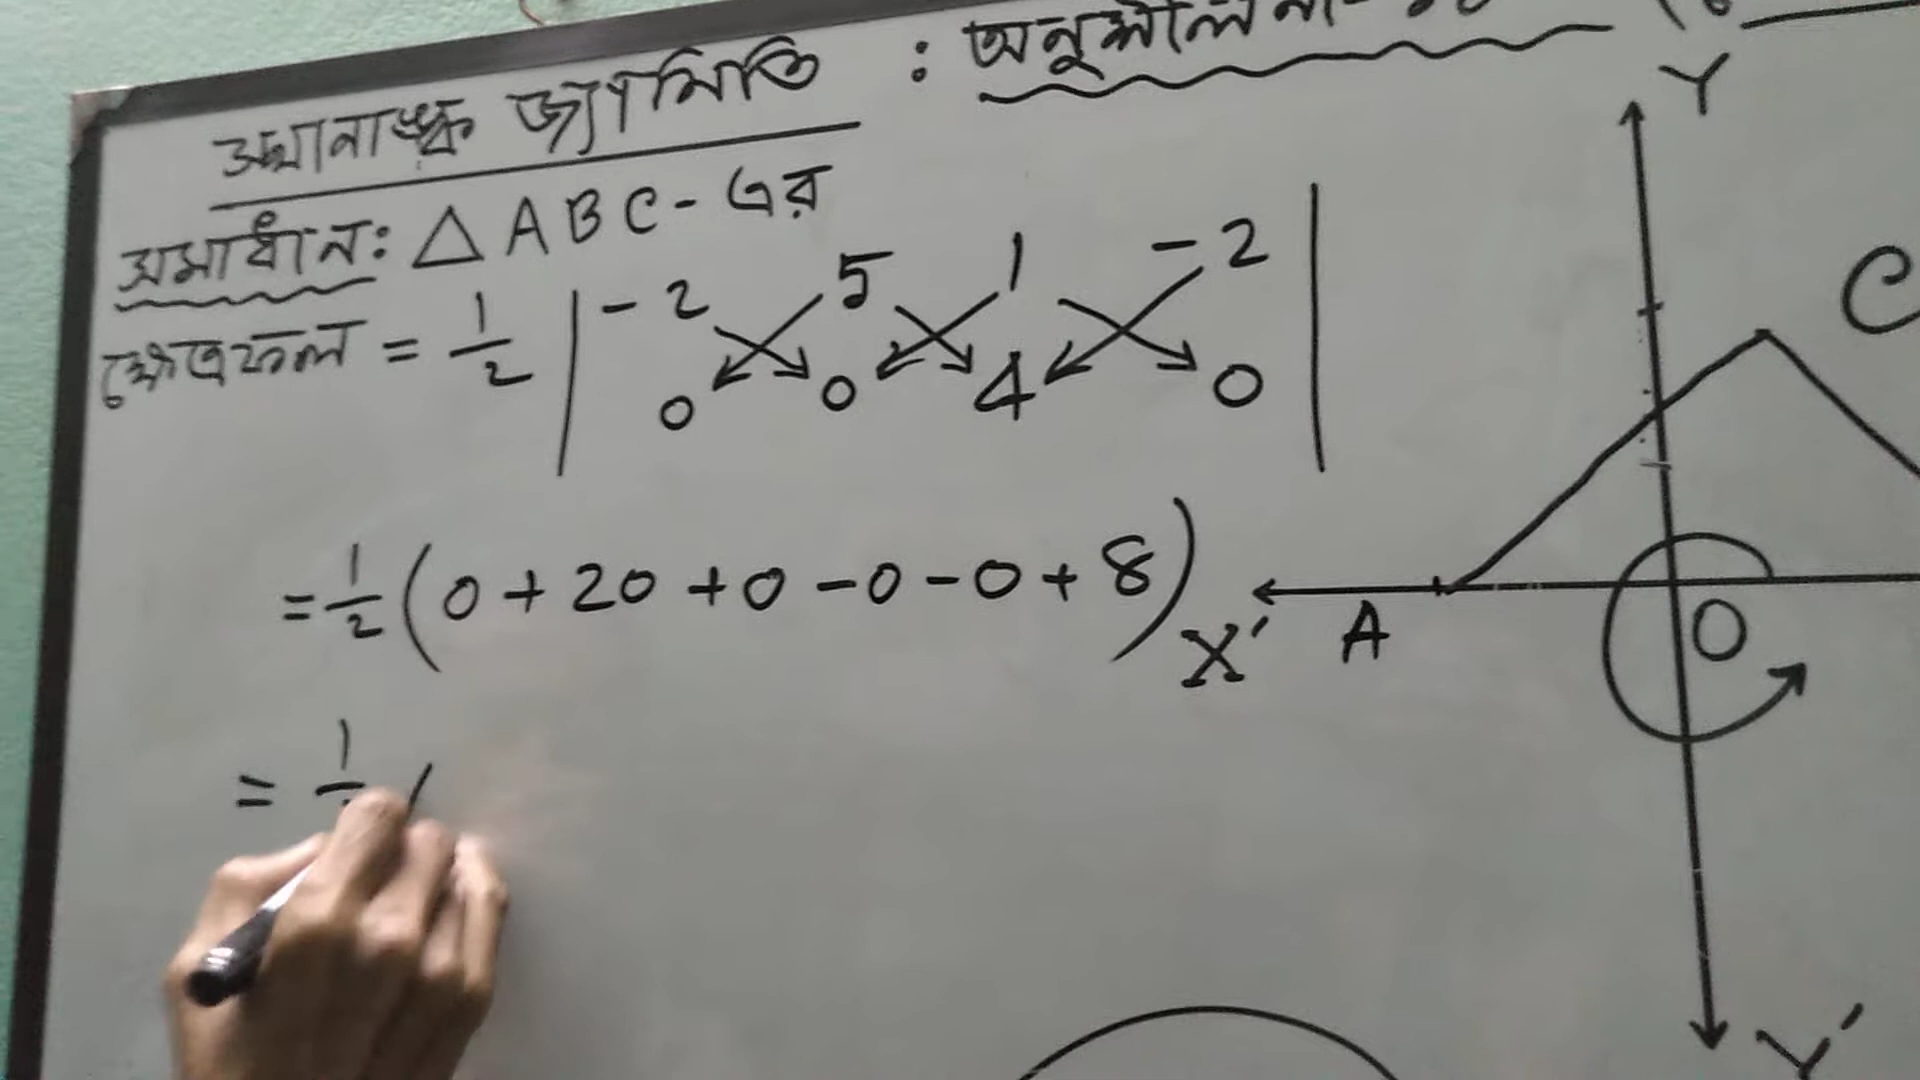 স্থানাঙ্ক জ্যামিতি : অনুশীলনী-
সমাধান: △ABC-এর
ক্ষেত্রফল = 1/2 | -2 5 1 -2 |
0 0 4 0
= 1/2 (0 + 20 + 0 - 0 - 0 + 8)
= 1/
Y
C
X'
A
O
Y'